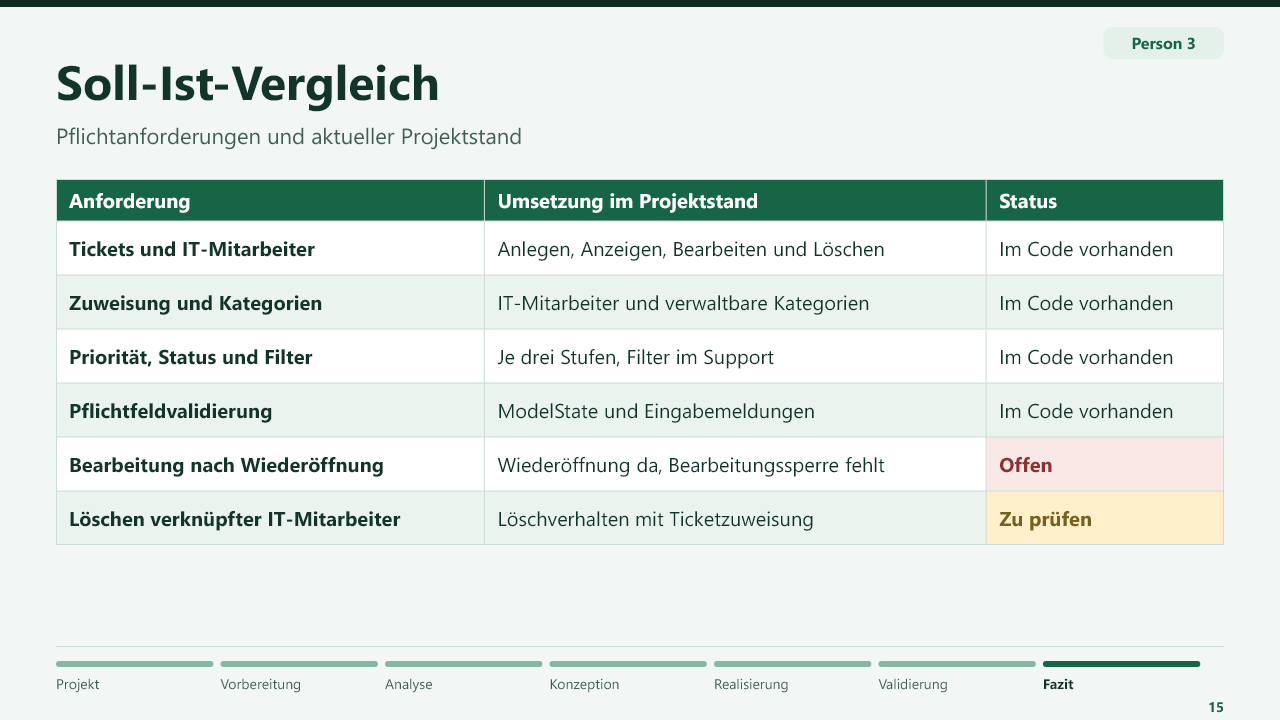 Person 3
Soll-Ist-Vergleich
Pflichtanforderungen und aktueller Projektstand
Anforderung Umsetzung im Projektstand Status
Tickets und IT-Mitarbeiter Anlegen, Anzeigen, Bearbeiten und Löschen Im Code vorhanden
Zuweisung und Kategorien IT-Mitarbeiter und verwaltbare Kategorien Im Code vorhanden
Priorität, Status und Filter Je drei Stufen, Filter im Support Im Code vorhanden
Pflichtfeldvalidierung ModelState und Eingabemeldungen Im Code vorhanden
Bearbeitung nach Wiederöffnung Wiederöffnung da, Bearbeitungssperre fehlt Offen
Löschen verknüpfter IT-Mitarbeiter Löschverhalten mit Ticketzuweisung Zu prüfen
Projekt Vorbereitung Analyse Konzeption Realisierung Validierung Fazit
15